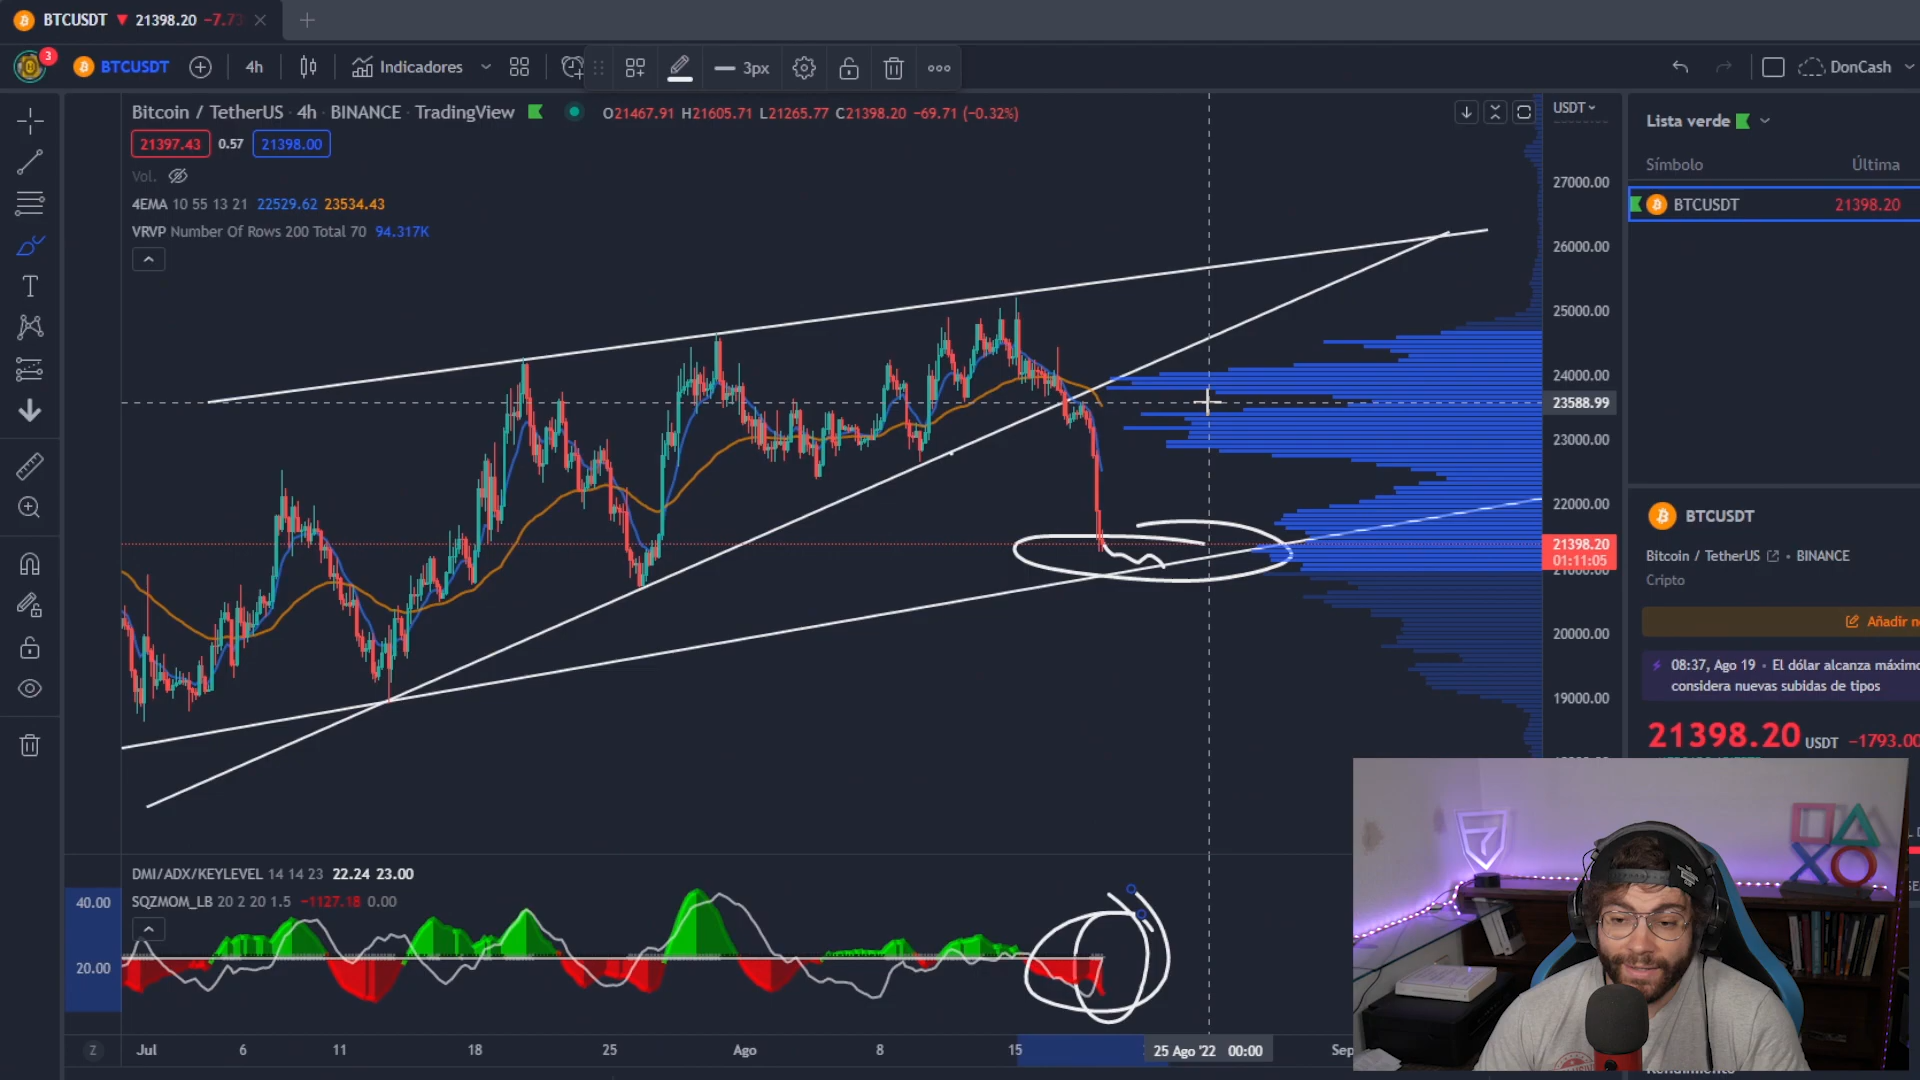 BTCUSDT ▼ 21398.20
3 BTCUSDT 4h Indicadores 3px DonCash
Bitcoin / TetherUS · 4h · BINANCE · TradingView O21467.91 H21605.71 L21265.77 C21398.20 −69.71 (−0.32%)
21397.43 0.57 21398.00
Vol.
4EMA 10 55 13 21 22529.62 23534.43
VRVP Number Of Rows 200 Total 70 94.317K
USDT
27000.00
26000.00
25000.00
24000.00
23588.99
23000.00
22000.00
21398.20
01:11:05
21000.00
20000.00
19000.00
Lista verde
Símbolo Última
BTCUSDT 21398.20
BTCUSDT
Bitcoin / TetherUS • BINANCE
Cripto
Añadir
08:37, Ago 19 • El dólar alcanza
considera nuevas subidas de tipos
21398.20 USDT
DMI/ADX/KEYLEVEL 14 14 23 22.24 23.00
SQZMOM_LB 20 2 20 1.5 −1127.18 0.00
40.00
20.00
Z Jul 6 11 18 25 Ago 8 15 25 Ago '22 00:00 Sep